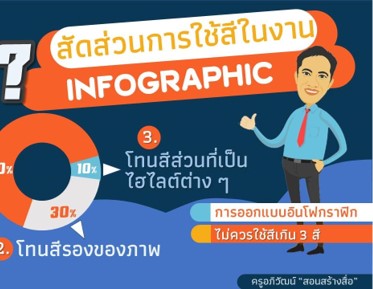 ?
สัดส่วนการใช้สีในงาน
INFOGRAPHIC
3.
โทนสีส่วนที่เป็น
ไฮไลต์ต่าง ๆ
0%
10%
30%
2. โทนสีรองของภาพ
การออกแบบอินโฟกราฟิก
ไม่ควรใช้สีเกิน 3 สี
ครูอภิวัฒน์ "สอนสร้างสื่อ"